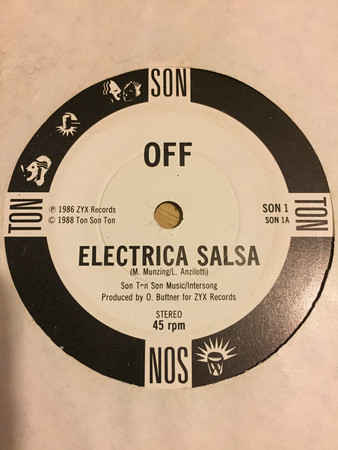 SON
OFF
TON
℗ 1986 ZYX Records
© 1988 Ton Son Ton
SON 1
SON 1A
TON
ELECTRICA SALSA
(M. Munzing/L. Anzilotti)
Son Ton Son Music/Intersong
Produced by O. Buttner for ZYX Records
STEREO
45 rpm
SON